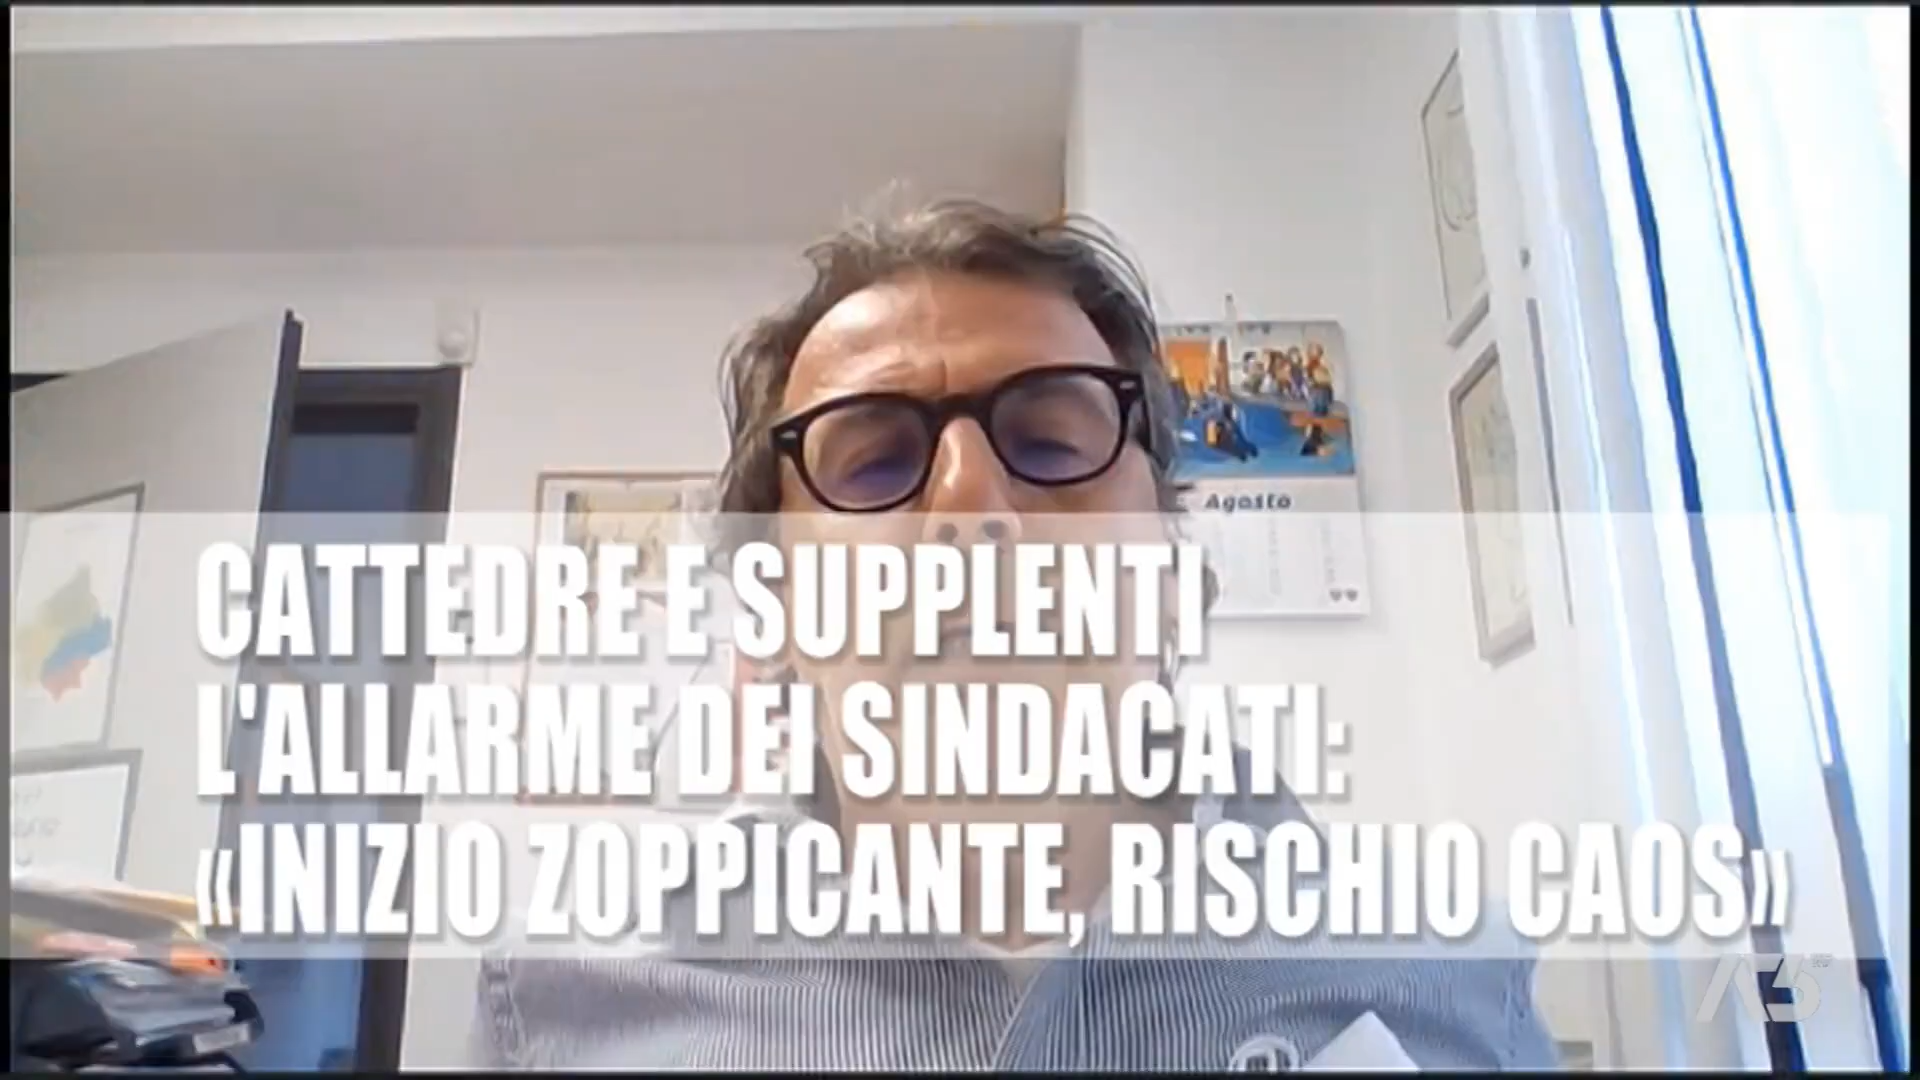 Agosto
CATTEDRE E SUPPLENTI
L'ALLARME DEI SINDACATI:
«INIZIO ZOPPICANTE, RISCHIO CAOS»